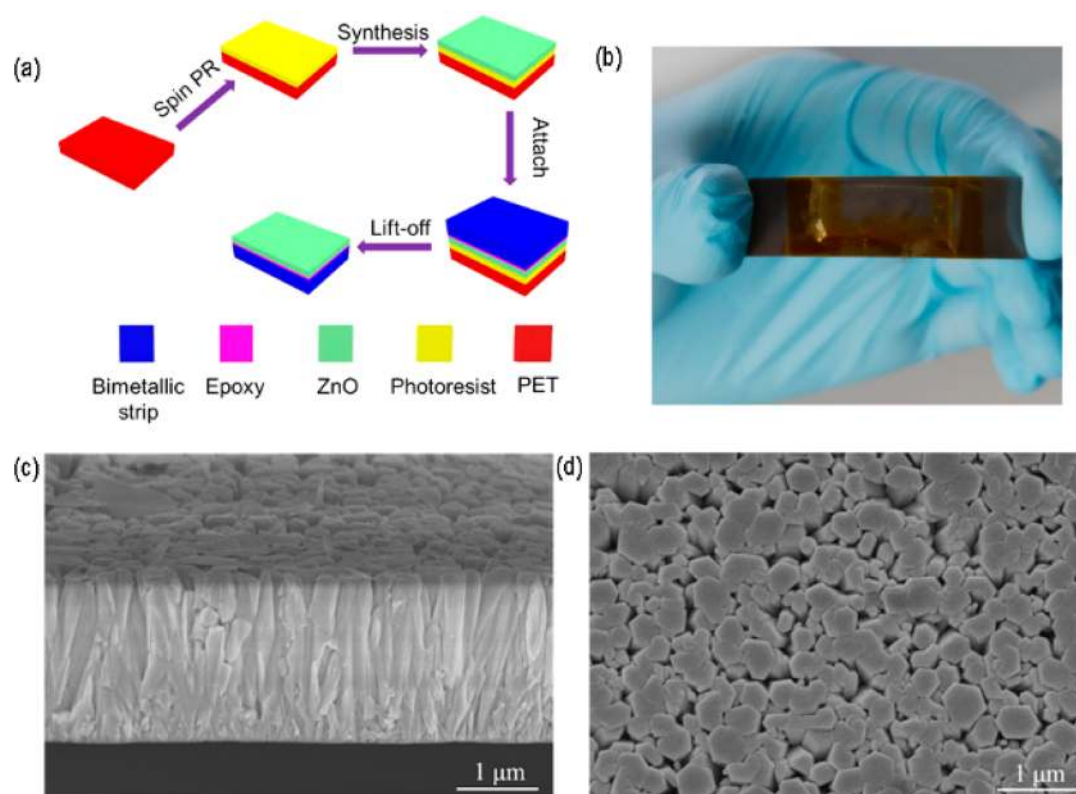 (a)
Spin PR
Synthesis
Attach
Lift-off
Bimetallic
strip
Epoxy
ZnO
Photoresist
PET
(b)
(c)
1 μm
(d)
1 μm